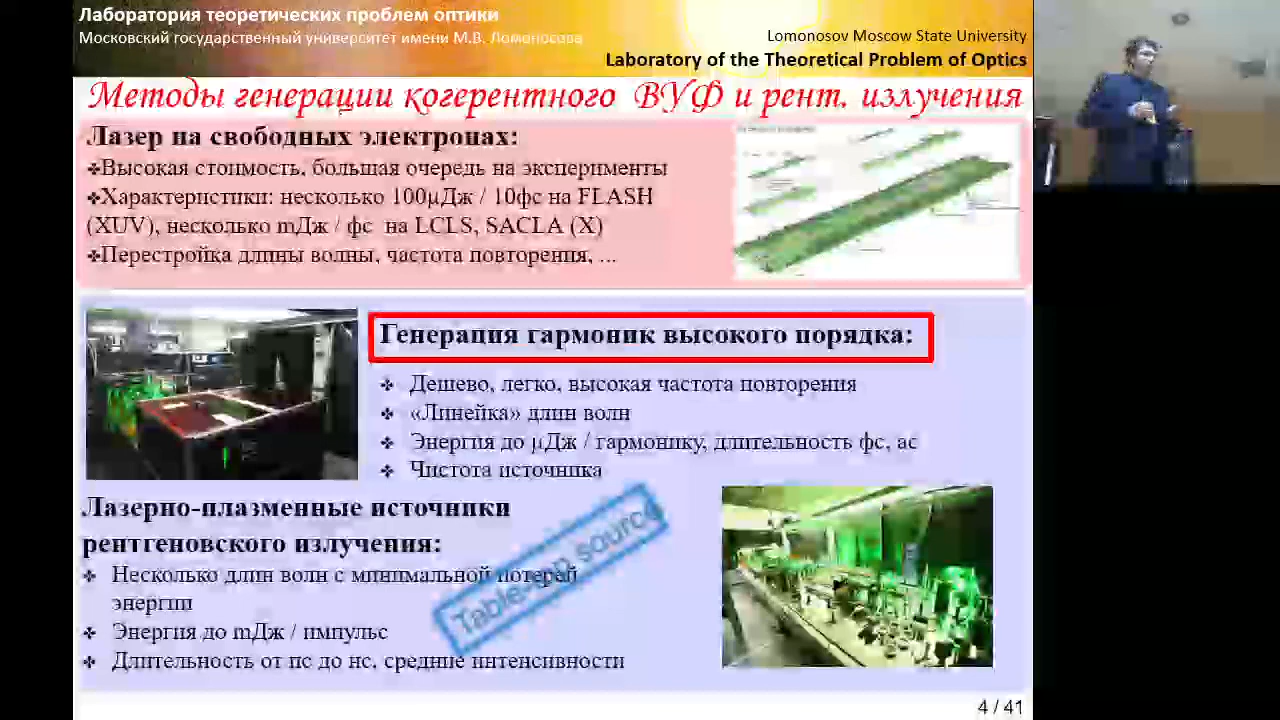 Лаборатория теоретических проблем оптики
Московский государственный университет имени М.В. Ломоносова
Lomonosov Moscow State University
Laboratory of the Theoretical Problem of Optics
Методы генерации когерентного ВУФ и рент. излучения
Лазер на свободных электронах:
❖Высокая стоимость, большая очередь на эксперименты
❖Характеристики: несколько 100μДж / 10фс на FLASH
(XUV), несколько mДж / фс на LCLS, SACLA (X)
❖Перестройка длины волны, частота повторения, ...
Генерация гармоник высокого порядка:
❖ Дешево, легко, высокая частота повторения
❖ «Линейка» длин волн
❖ Энергия до μДж / гармонику, длительность фс, ас
❖ Чистота источника
Лазерно-плазменные источники
рентгеновского излучения:
❖ Несколько длин волн с минимальной потерей
энергии
❖ Энергия до mДж / импульс
❖ Длительность от пс до нс, средние интенсивности
Table-top source
4 / 41